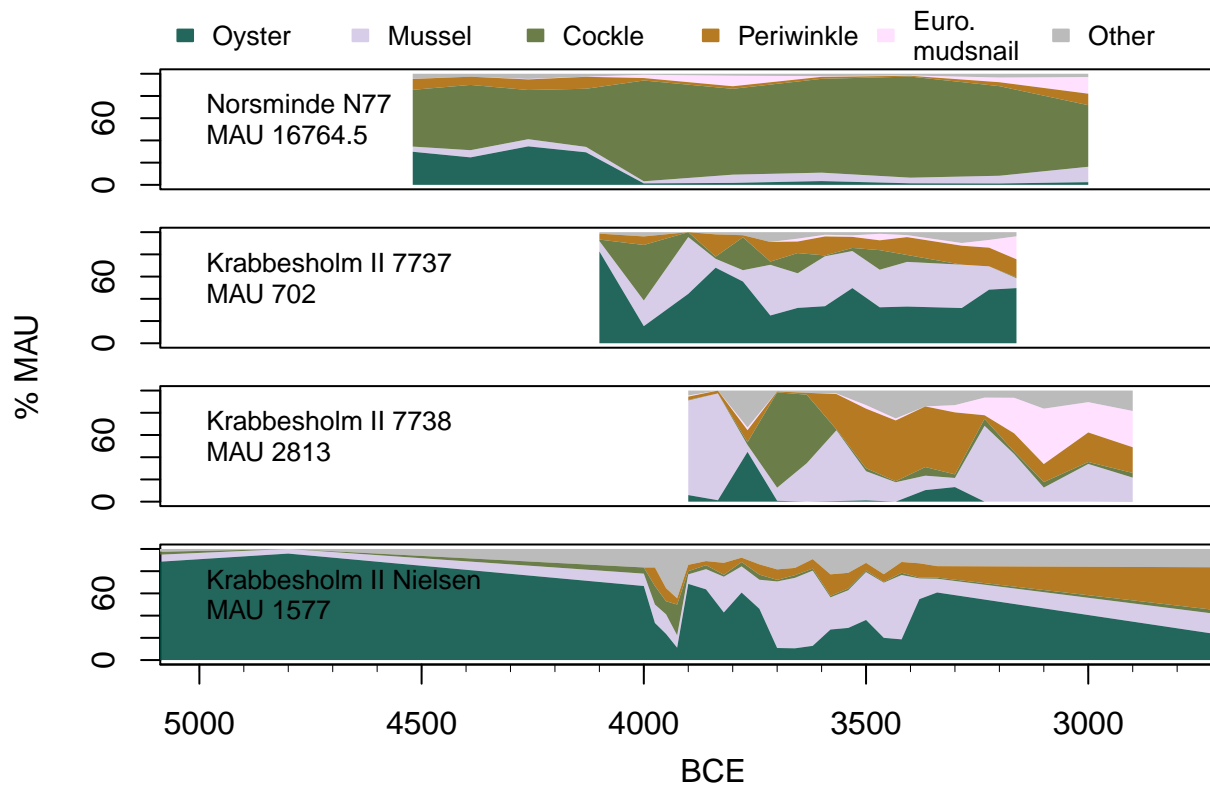 Oyster Mussel Cockle Periwinkle Euro. mudsnail Other
Norsminde N77
MAU 16764.5
0 60
Krabbesholm II 7737
MAU 702
0 60
Krabbesholm II 7738
MAU 2813
0 60
Krabbesholm II Nielsen
MAU 1577
0 60
% MAU
5000 4500 4000 3500 3000
BCE